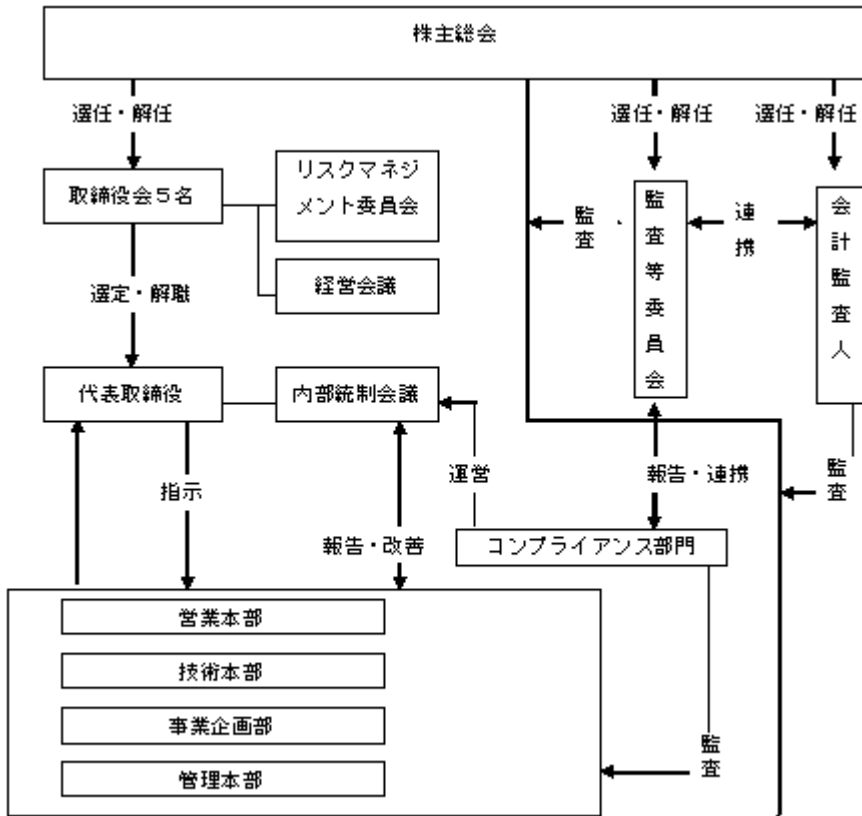 株主総会
選任・解任
選任・解任
選任・解任
取締役会５名
リスクマネジ
メント委員会
監査
監査等委員会
連携
会計監査人
経営会議
選定・解職
代表取締役
内部統制会議
指示
運営
報告・連携
監査
報告・改善
コンプライアンス部門
営業本部
技術本部
事業企画部
監査
管理本部